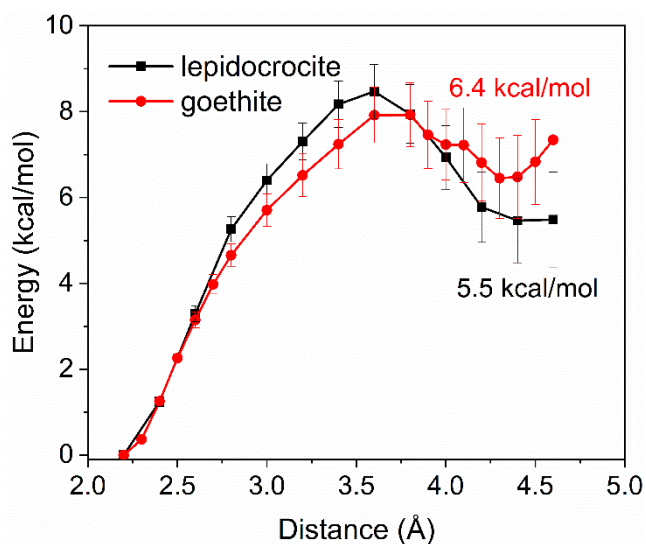 10
8
6
4
2
0
Energy (kcal/mol)
lepidocrocite
goethite
6.4 kcal/mol
5.5 kcal/mol
2.0 2.5 3.0 3.5 4.0 4.5 5.0
Distance (Å)